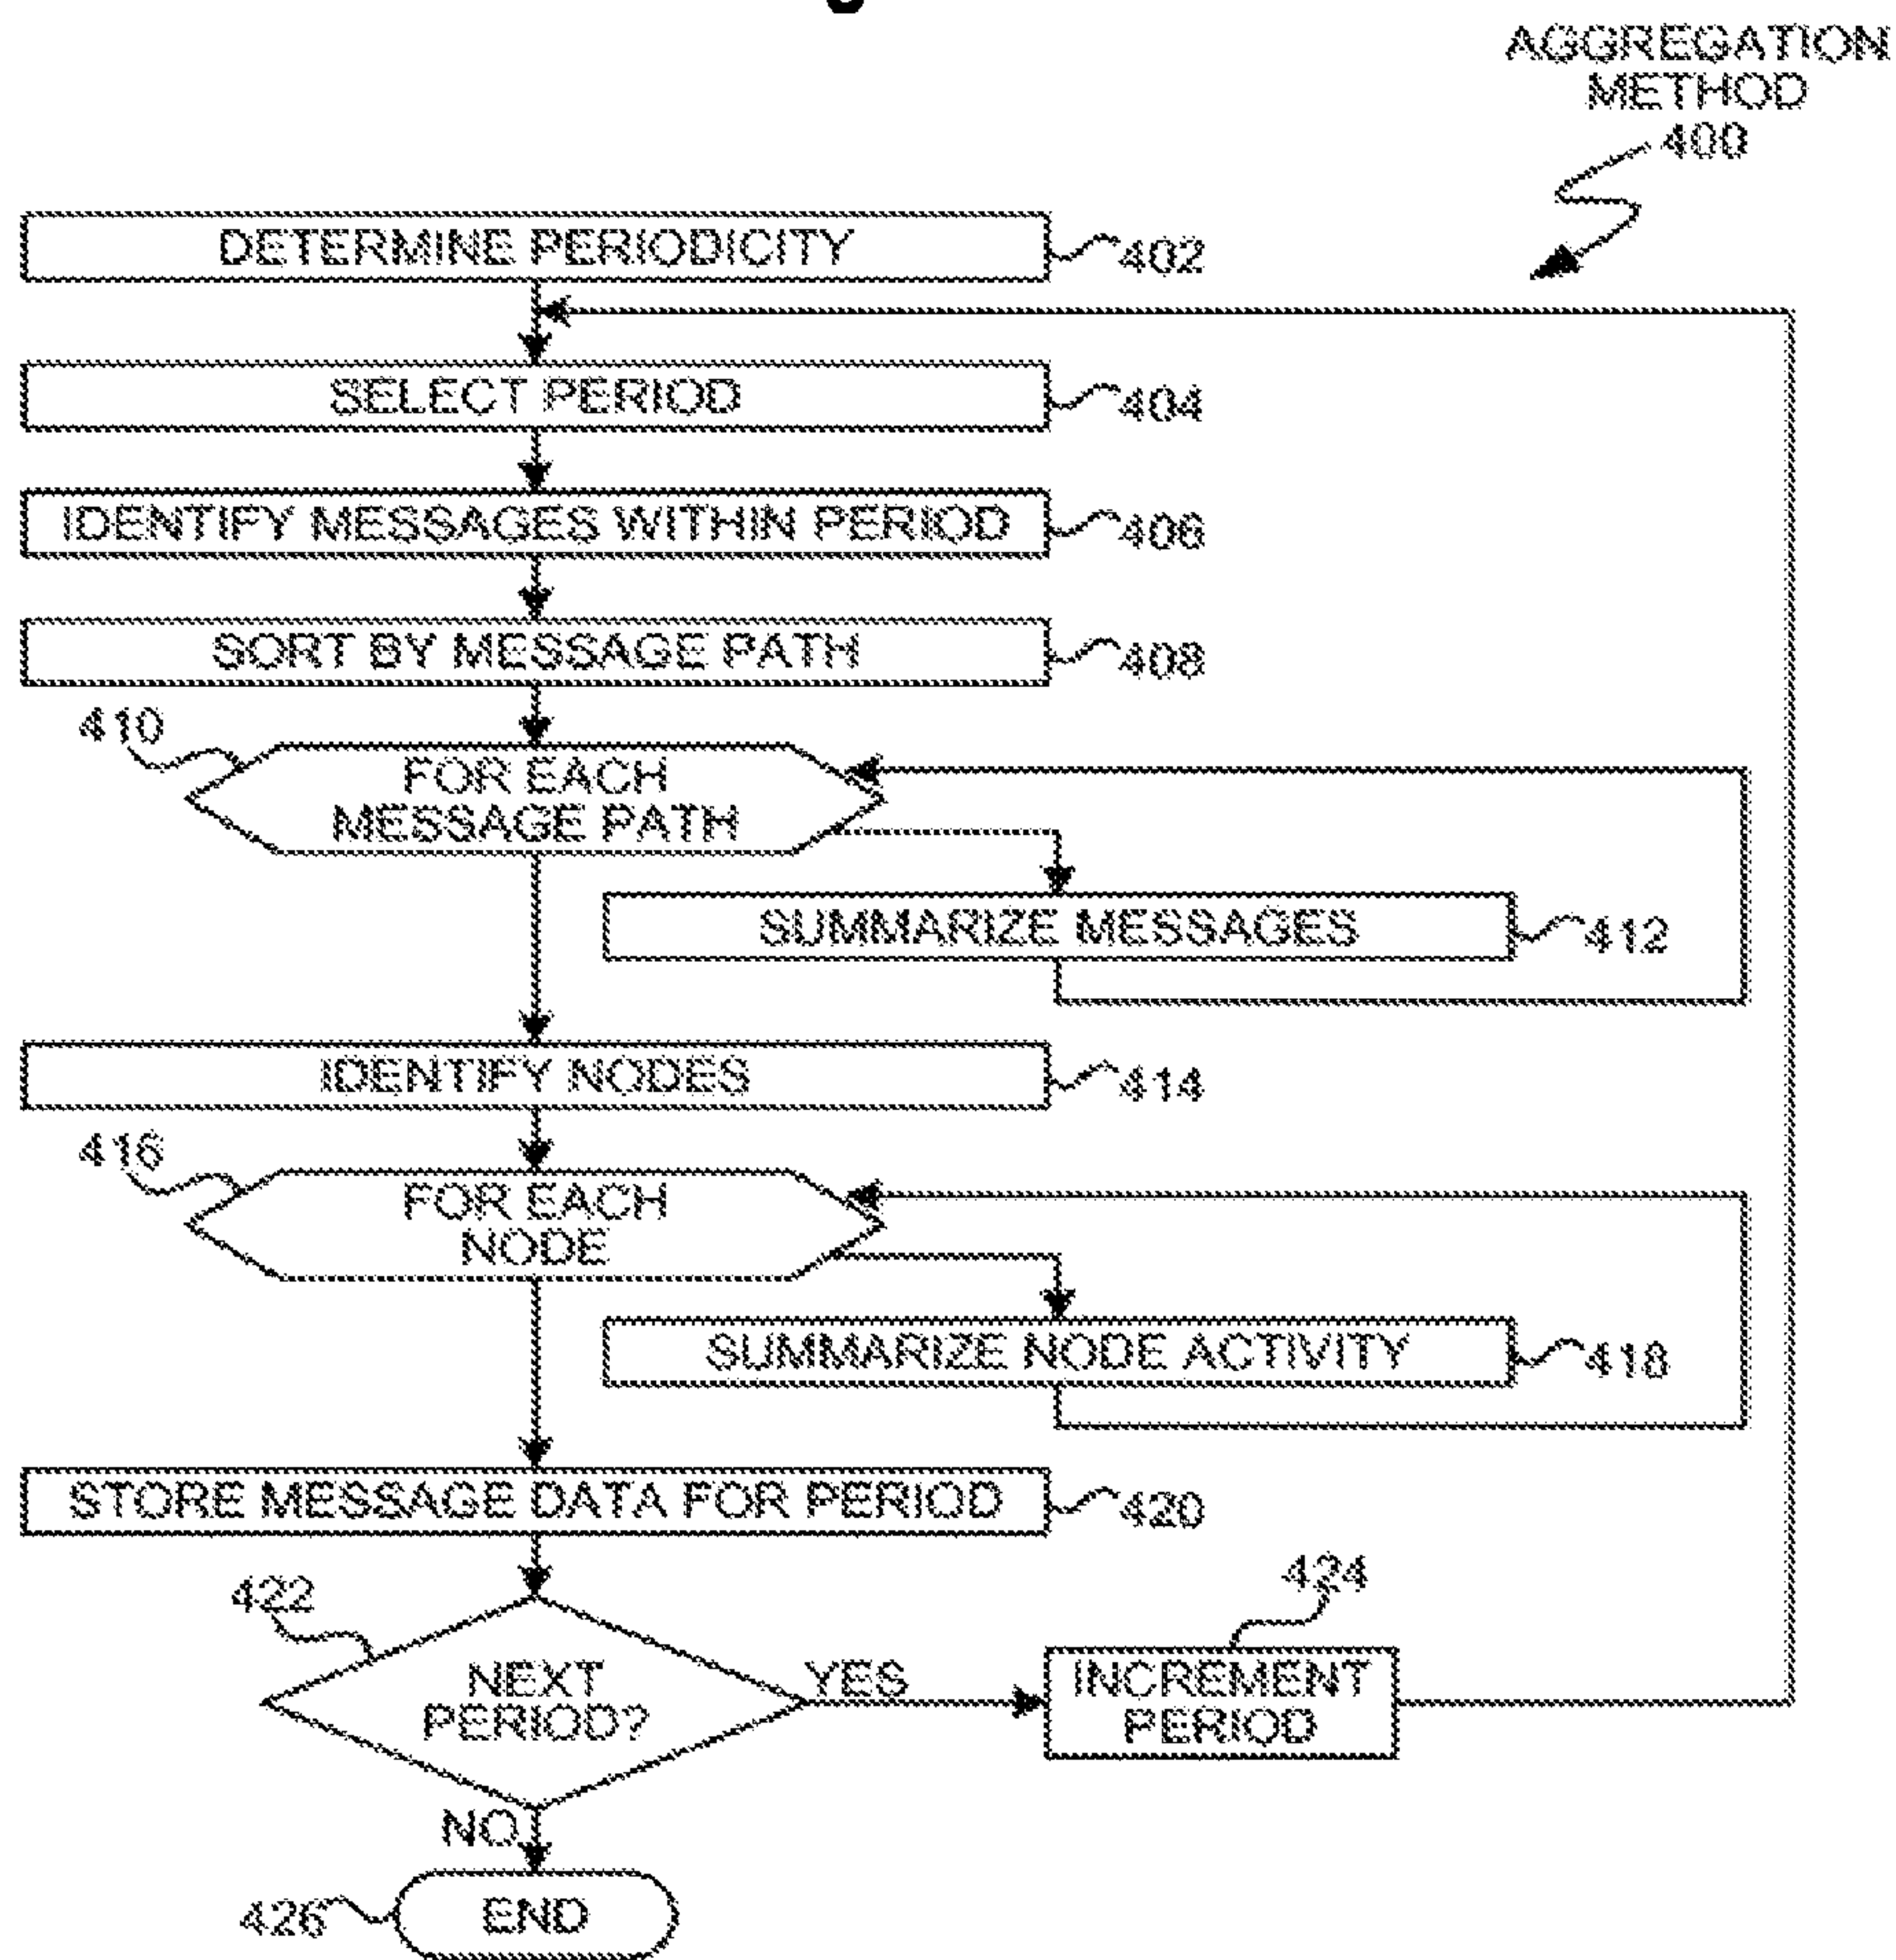 AGGREGATION
METHOD
400
DETERMINE PERIODICITY
402
SELECT PERIOD
404
IDENTIFY MESSAGES WITHIN PERIOD
406
SORT BY MESSAGE PATH
408
410
FOR EACH
MESSAGE PATH
SUMMARIZE MESSAGES
412
IDENTIFY NODES
414
416
FOR EACH
NODE
SUMMARIZE NODE ACTIVITY
418
STORE MESSAGE DATA FOR PERIOD
420
422
NEXT
PERIOD?
YES
424
INCREMENT
PERIOD
NO
426
END